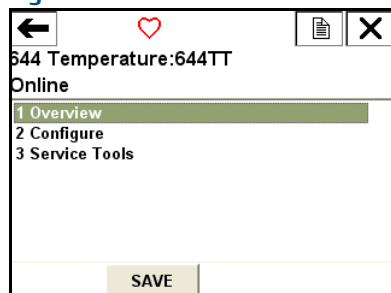 644 Temperature:644TT
Online
1 Overview
2 Configure
3 Service Tools
SAVE